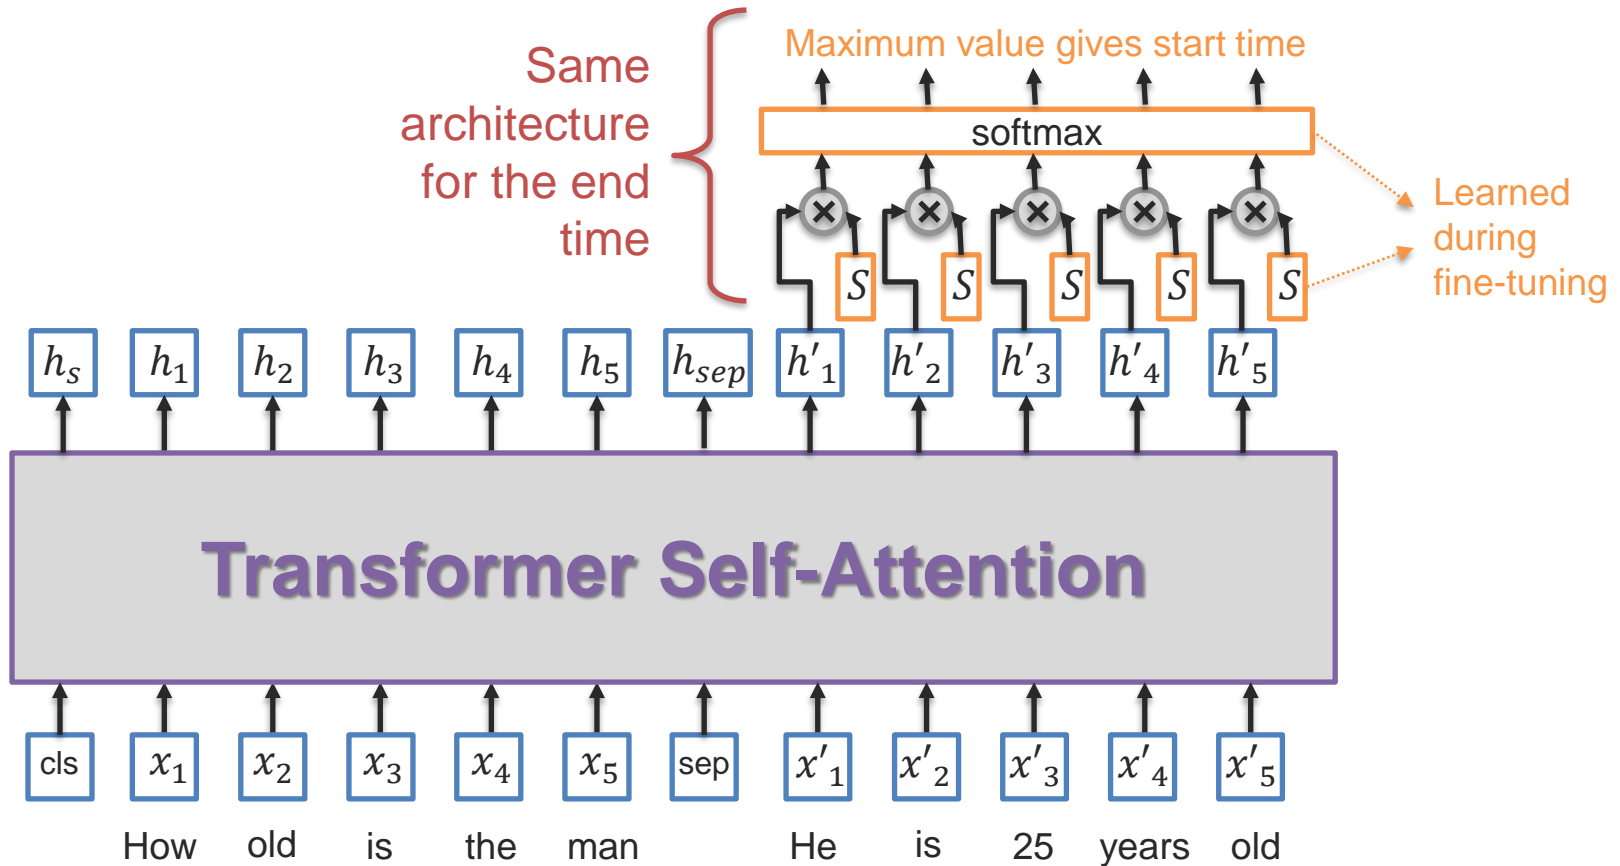 Maximum value gives start time
Same
architecture
for the end
time
softmax
Learned
during
fine-tuning
S S S S S
h_s h_1 h_2 h_3 h_4 h_5 h_sep h'_1 h'_2 h'_3 h'_4 h'_5
Transformer Self-Attention
cls x_1 x_2 x_3 x_4 x_5 sep x'_1 x'_2 x'_3 x'_4 x'_5
How old is the man He is 25 years old